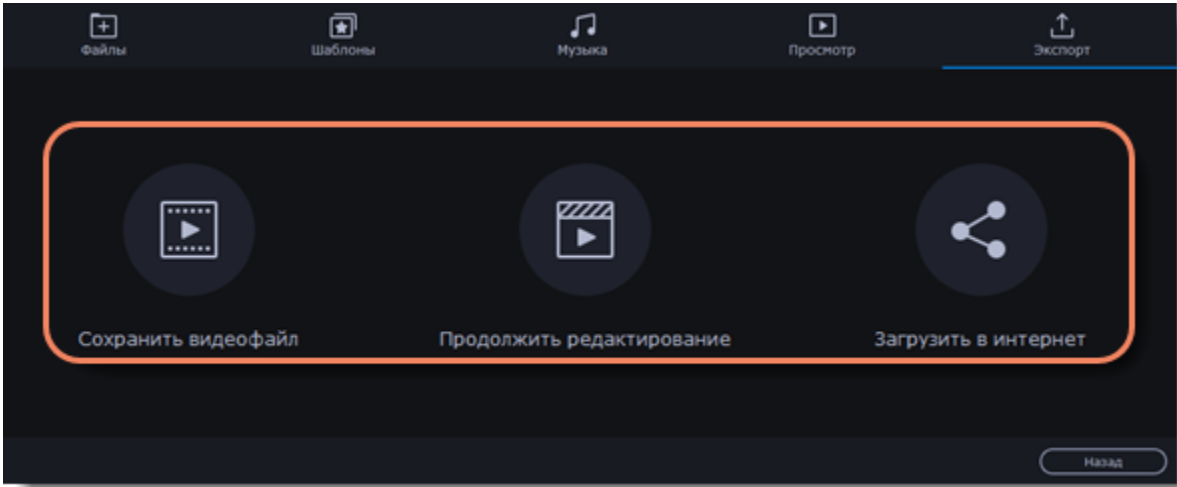 Файлы
Шаблоны
Музыка
Просмотр
Экспорт
Сохранить видеофайл
Продолжить редактирование
Загрузить в интернет
Назад